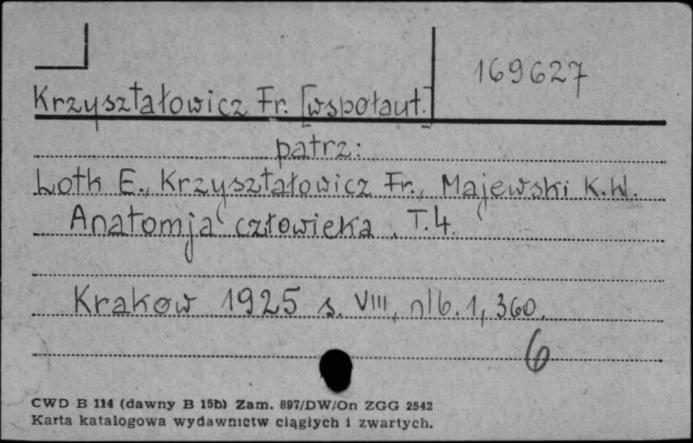 169627
Krzyształowicz Fr. [współaut.]
patrz:
Loth E., Krzyształowicz Fr., Majewski K.W.
Anatomja człowieka. T.4.
Kraków 1925 s. VIII, nlb. 1, 360.
6
CWD B 114 (dawny B 15b) Zam. 897/DW/On ZGG 2542
Karta katalogowa wydawnictw ciągłych i zwartych.